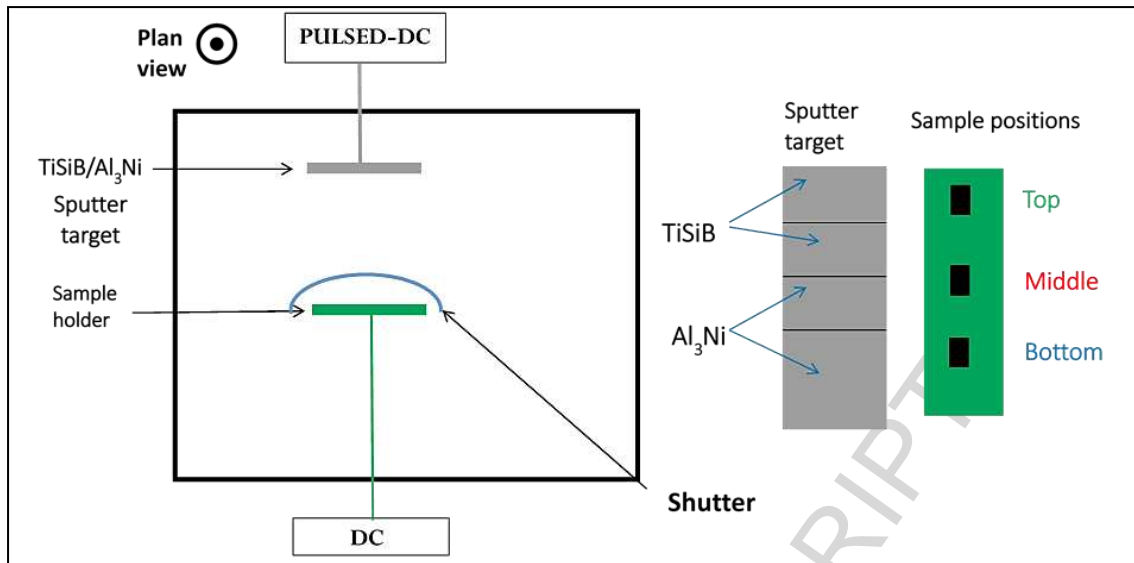 Plan
view
PULSED-DC
TiSiB/Al₃Ni
Sputter
target
Sample
holder
Shutter
DC
Sputter
target
Sample positions
TiSiB
Al₃Ni
Top
Middle
Bottom
RIPT